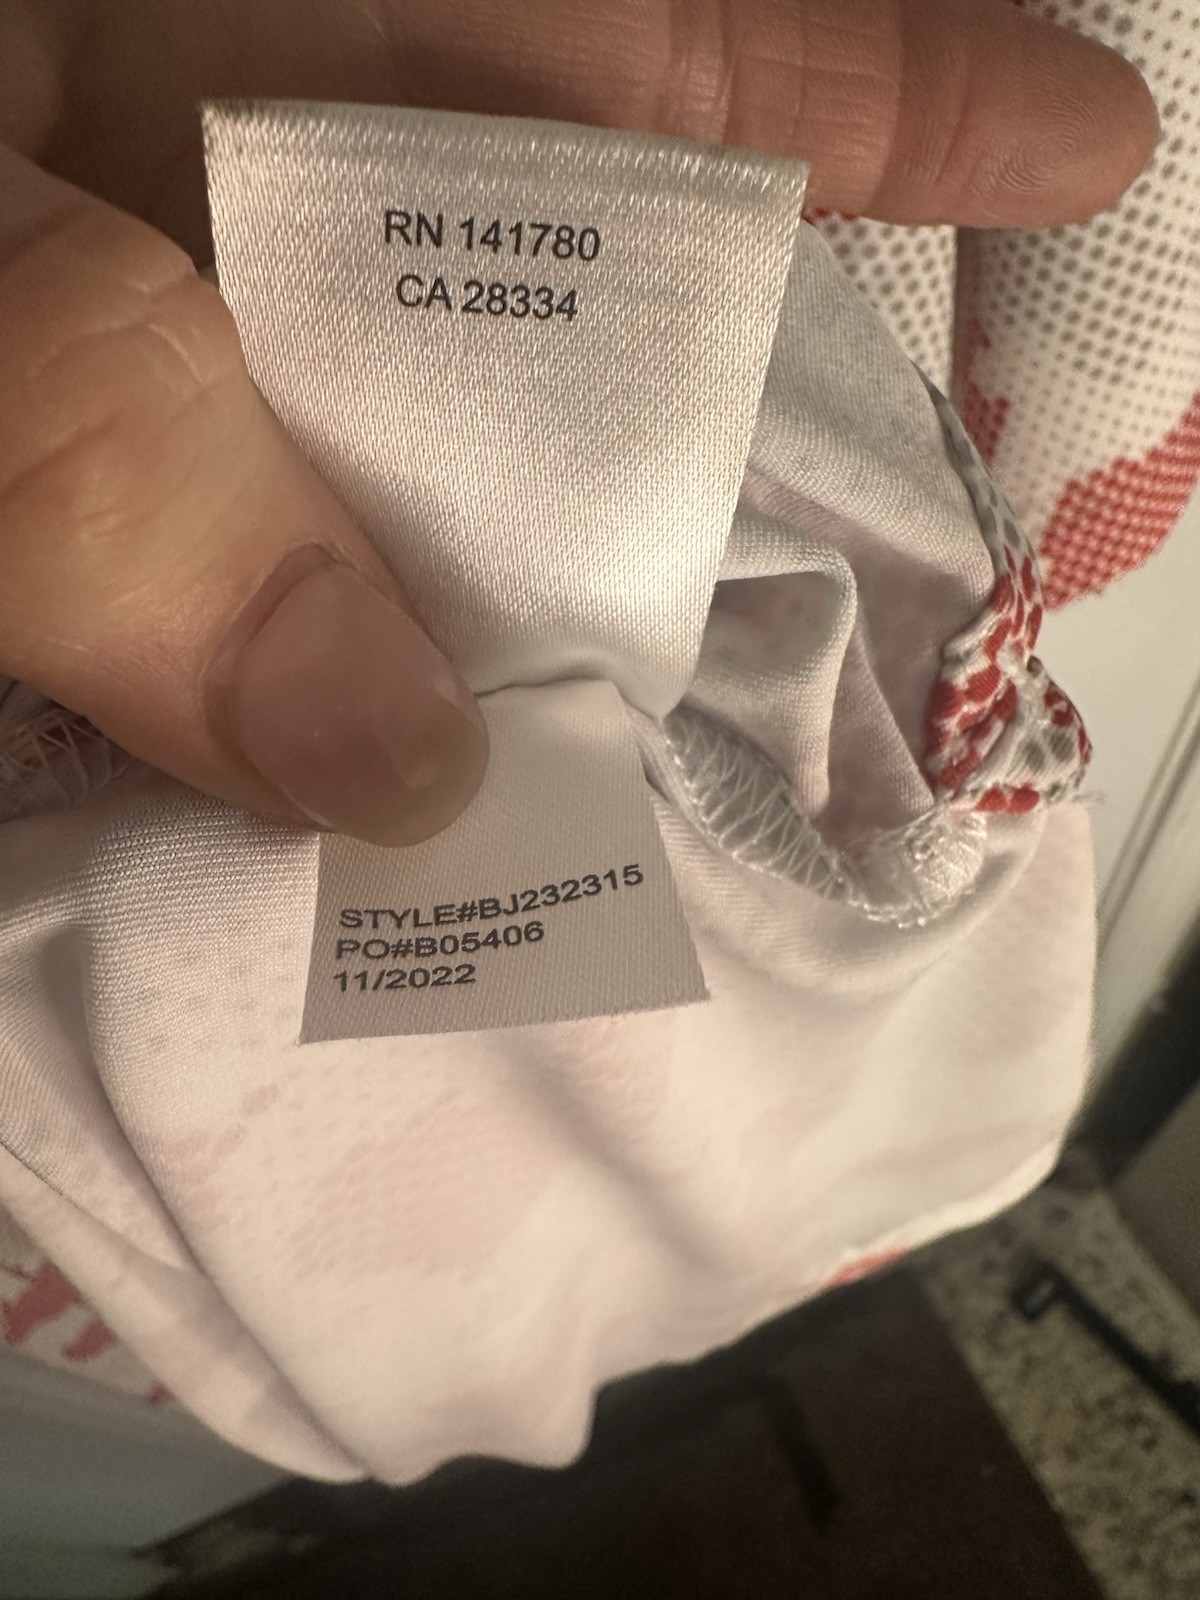 RN 141780
CA 28334
STYLE#BJ232315
PO#B05406
11/2022